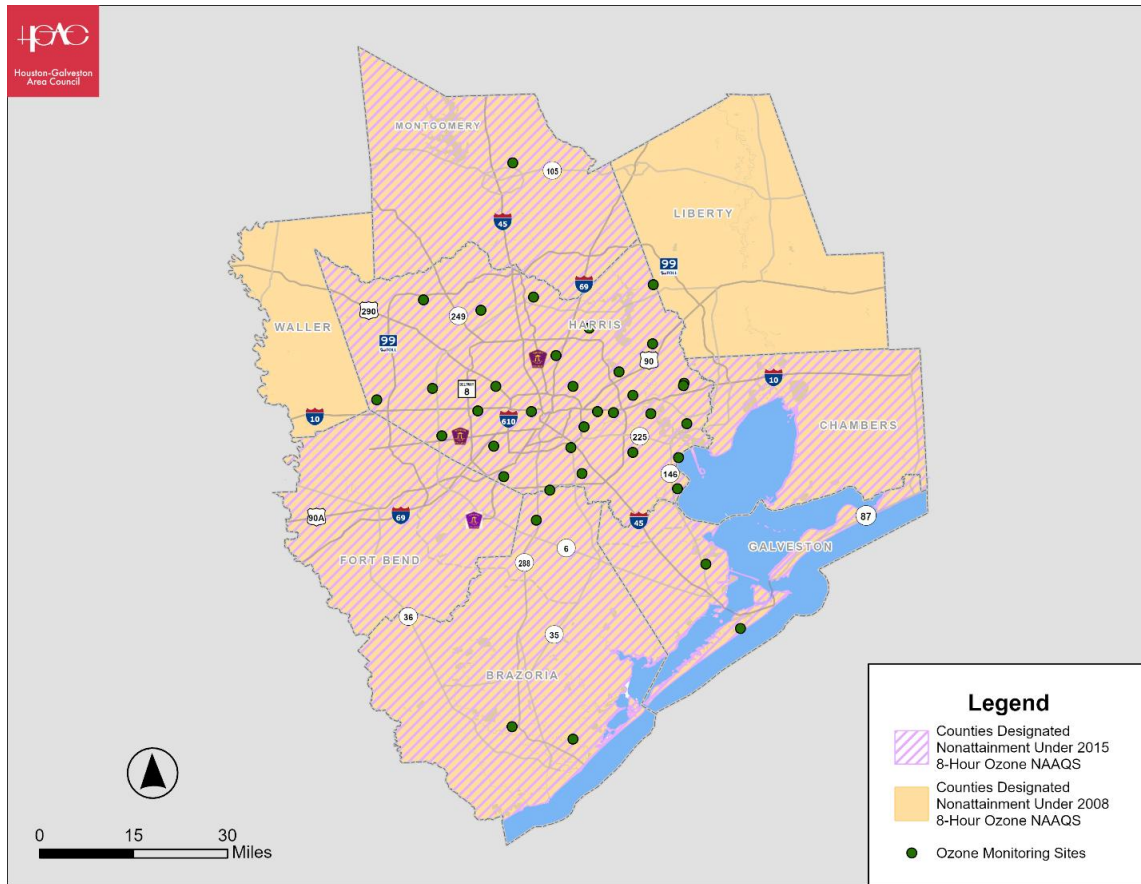 HGAC
Houston-Galveston
Area Council
MONTGOMERY
105
LIBERTY
45
99
69
290
249
HARRIS
WALLER
99
90
8
10
10
610
CHAMBERS
225
146
90A
69
45
87
GALVESTON
FORT BEND
6
288
36
35
BRAZORIA
Legend
Counties Designated
Nonattainment Under 2015
8-Hour Ozone NAAQS
Counties Designated
Nonattainment Under 2008
8-Hour Ozone NAAQS
Ozone Monitoring Sites
0 15 30
Miles